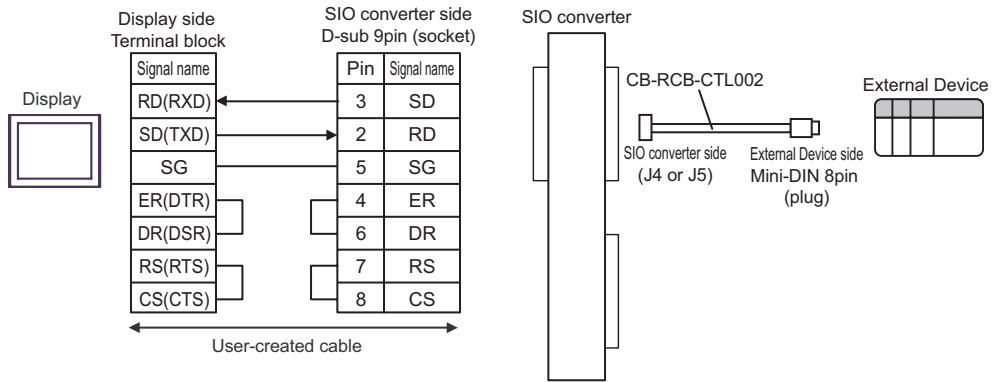 Display side
Terminal block
SIO converter side
D-sub 9pin (socket)
SIO converter
Signal name
Pin Signal name
CB-RCB-CTL002
External Device
Display
RD(RXD) 3 SD
SD(TXD) 2 RD
SG 5 SG
SIO converter side
(J4 or J5)
External Device side
Mini-DIN 8pin
(plug)
ER(DTR) 4 ER
DR(DSR) 6 DR
RS(RTS) 7 RS
CS(CTS) 8 CS
User-created cable